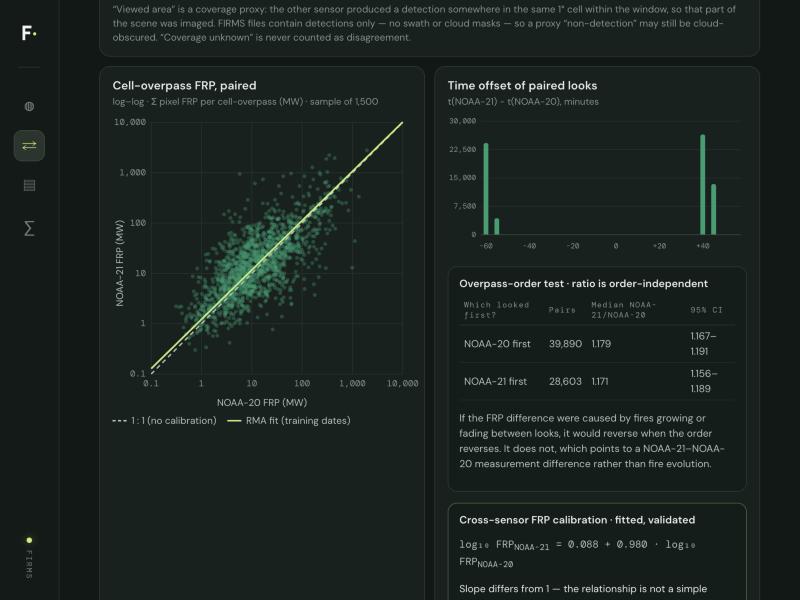 "Viewed area" is a coverage proxy: the other sensor produced a detection somewhere in the same 1° cell within the window, so that part of
the scene was imaged. FIRMS files contain detections only — no swath or cloud masks — so a proxy "non-detection" may still be cloud-
obscured. "Coverage unknown" is never counted as disagreement.
F·
Σ
FIRMS
Cell-overpass FRP, paired
log–log · Σ pixel FRP per cell-overpass (MW) · sample of 1,500
10,000
1,000
100
10
1
0.1
NOAA-21 FRP (MW)
0.1 1 10 100 1,000 10,000
NOAA-20 FRP (MW)
1 : 1 (no calibration) RMA fit (training dates)
Time offset of paired looks
t(NOAA-21) − t(NOAA-20), minutes
30,000
22,500
15,000
7,500
0
-60 -40 -20 0 +20 +40
Overpass-order test · ratio is order-independent
Which looked first? Pairs Median NOAA-21/NOAA-20 95% CI
NOAA-20 first 39,890 1.179 1.167–1.191
NOAA-21 first 28,603 1.171 1.156–1.189
If the FRP difference were caused by fires growing or
fading between looks, it would reverse when the order
reverses. It does not, which points to a NOAA-21–NOAA-
20 measurement difference rather than fire evolution.
Cross-sensor FRP calibration · fitted, validated
log₁₀ FRP NOAA-21 = 0.088 + 0.980 · log₁₀
FRP NOAA-20
Slope differs from 1 — the relationship is not a simple